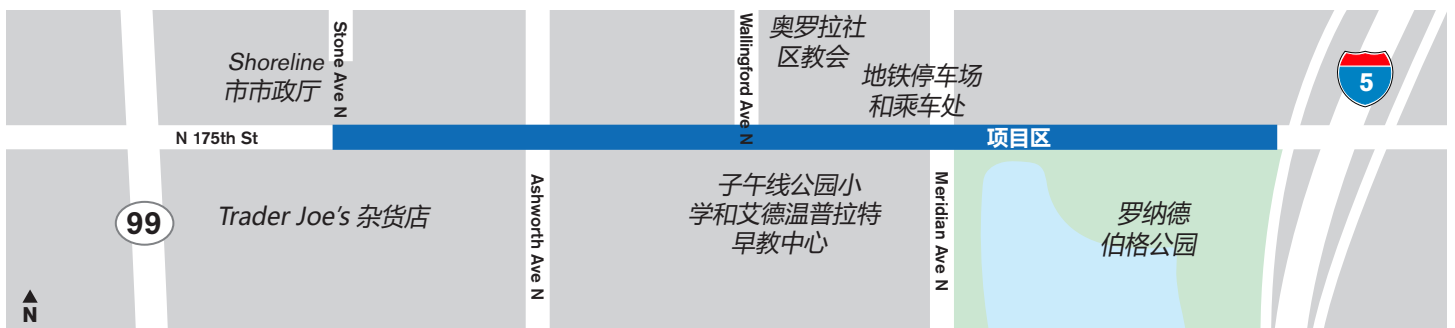 Stone Ave N
Wallingford Ave N
奥罗拉社
区教会
Shoreline
市市政厅
地铁停车场
和乘车处
5
N 175th St
项目区
99
Trader Joe's 杂货店
Ashworth Ave N
子午线公园小
学和艾德温普拉特
早教中心
Meridian Ave N
罗纳德
伯格公园
N